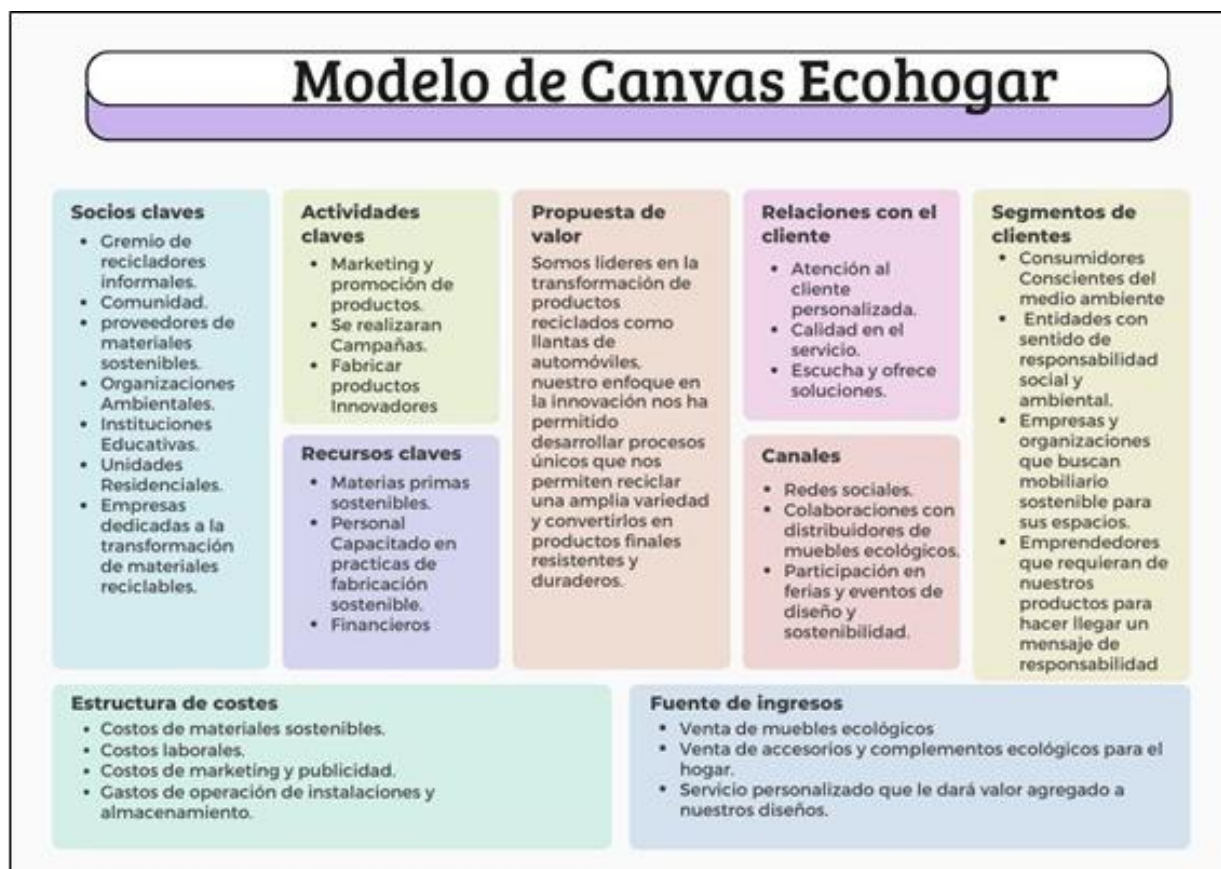 Modelo de Canvas Ecohogar
Socios claves
• Gremio de
recicladores
informales.
• Comunidad.
• proveedores de
materiales
sostenibles.
• Organizaciones
Ambientales.
• Instituciones
Educativas.
• Unidades
Residenciales.
• Empresas
dedicadas a la
transformación
de materiales
reciclables.
Actividades
claves
• Marketing y
promoción de
productos.
• Se realizaran
Campañas.
• Fabricar
productos
Innovadores
Recursos claves
• Materias primas
sostenibles.
• Personal
Capacitado en
practicas de
fabricación
sostenible.
• Financieros
Propuesta de
valor
Somos lideres en la
transformación de
productos
reciclados como
llantas de
automóviles,
nuestro enfoque en
la innovación nos ha
permitido
desarrollar procesos
únicos que nos
permiten reciclar
una amplia variedad
y convertirlos en
productos finales
resistentes y
duraderos.
Relaciones con el
cliente
• Atención al
cliente
personalizada.
• Calidad en el
servicio.
• Escucha y ofrece
soluciones.
Canales
• Redes sociales.
• Colaboraciones con
distribuidores de
muebles ecológicos.
• Participación en
ferias y eventos de
diseño y
sostenibilidad.
Segmentos de
clientes
• Consumidores
Conscientes del
medio ambiente
• Entidades con
sentido de
responsabilidad
social y
ambiental.
• Empresas y
organizaciones
que buscan
mobiliario
sostenible para
sus espacios.
• Emprendedores
que requieran de
nuestros
productos para
hacer llegar un
mensaje de
responsabilidad
Estructura de costes
• Costos de materiales sostenibles.
• Costos laborales.
• Costos de marketing y publicidad.
• Gastos de operación de instalaciones y
almacenamiento.
Fuente de ingresos
• Venta de muebles ecológicos
• Venta de accesorios y complementos ecológicos para el
hogar.
• Servicio personalizado que le dará valor agregado a
nuestros diseños.